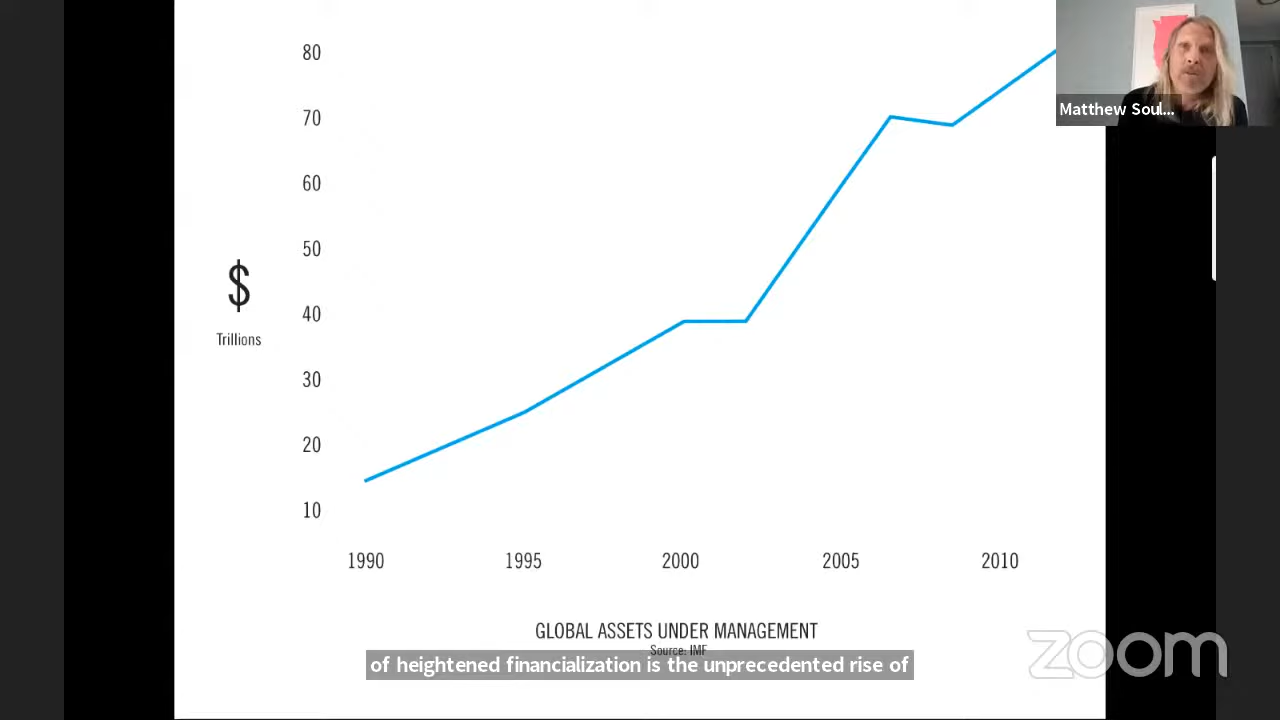 80
70
60
50
40
30
20
10
$
Trillions
1990 1995 2000 2005 2010
GLOBAL ASSETS UNDER MANAGEMENT
Source: IMF
of heightened financialization is the unprecedented rise of
Matthew Soul...
zoom